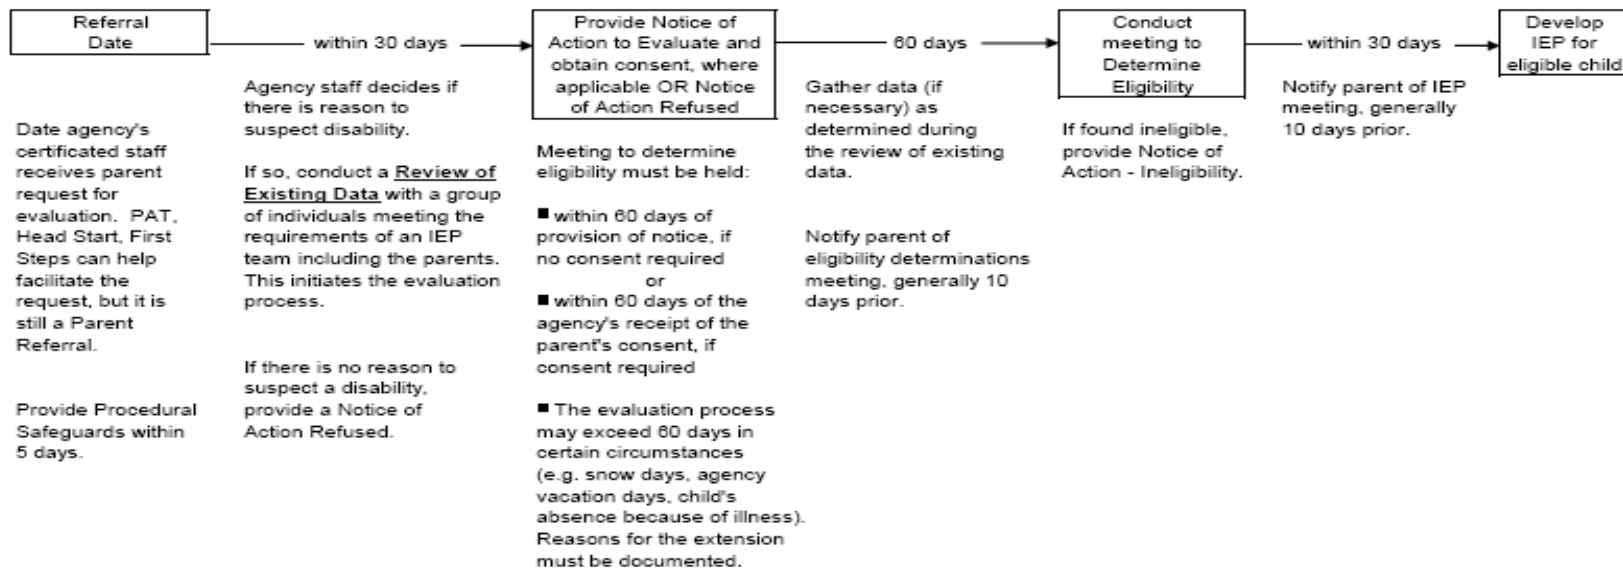 Referral
Date
within 30 days
Provide Notice of
Action to Evaluate and
obtain consent, where
applicable OR Notice
of Action Refused
60 days
Conduct
meeting to
Determine
Eligibility
within 30 days
Develop
IEP for
eligible child
Date agency's
certificated staff
receives parent
request for
evaluation. PAT,
Head Start, First
Steps can help
facilitate the
request, but it is
still a Parent
Referral.
Provide Procedural
Safeguards within
5 days.
Agency staff decides if
there is reason to
suspect disability.
If so, conduct a Review of
Existing Data with a group
of individuals meeting the
requirements of an IEP
team including the parents.
This initiates the evaluation
process.
If there is no reason to
suspect a disability,
provide a Notice of
Action Refused.
Meeting to determine
eligibility must be held:
■ within 60 days of
provision of notice, if
no consent required
or
■ within 60 days of the
agency's receipt of the
parent's consent, if
consent required
■ The evaluation process
may exceed 60 days in
certain circumstances
(e.g. snow days, agency
vacation days, child's
absence because of illness).
Reasons for the extension
must be documented.
Gather data (if
necessary) as
determined during
the review of existing
data.
Notify parent of
eligibility determinations
meeting, generally 10
days prior.
If found ineligible,
provide Notice of
Action - Ineligibility.
Notify parent of IEP
meeting, generally
10 days prior.